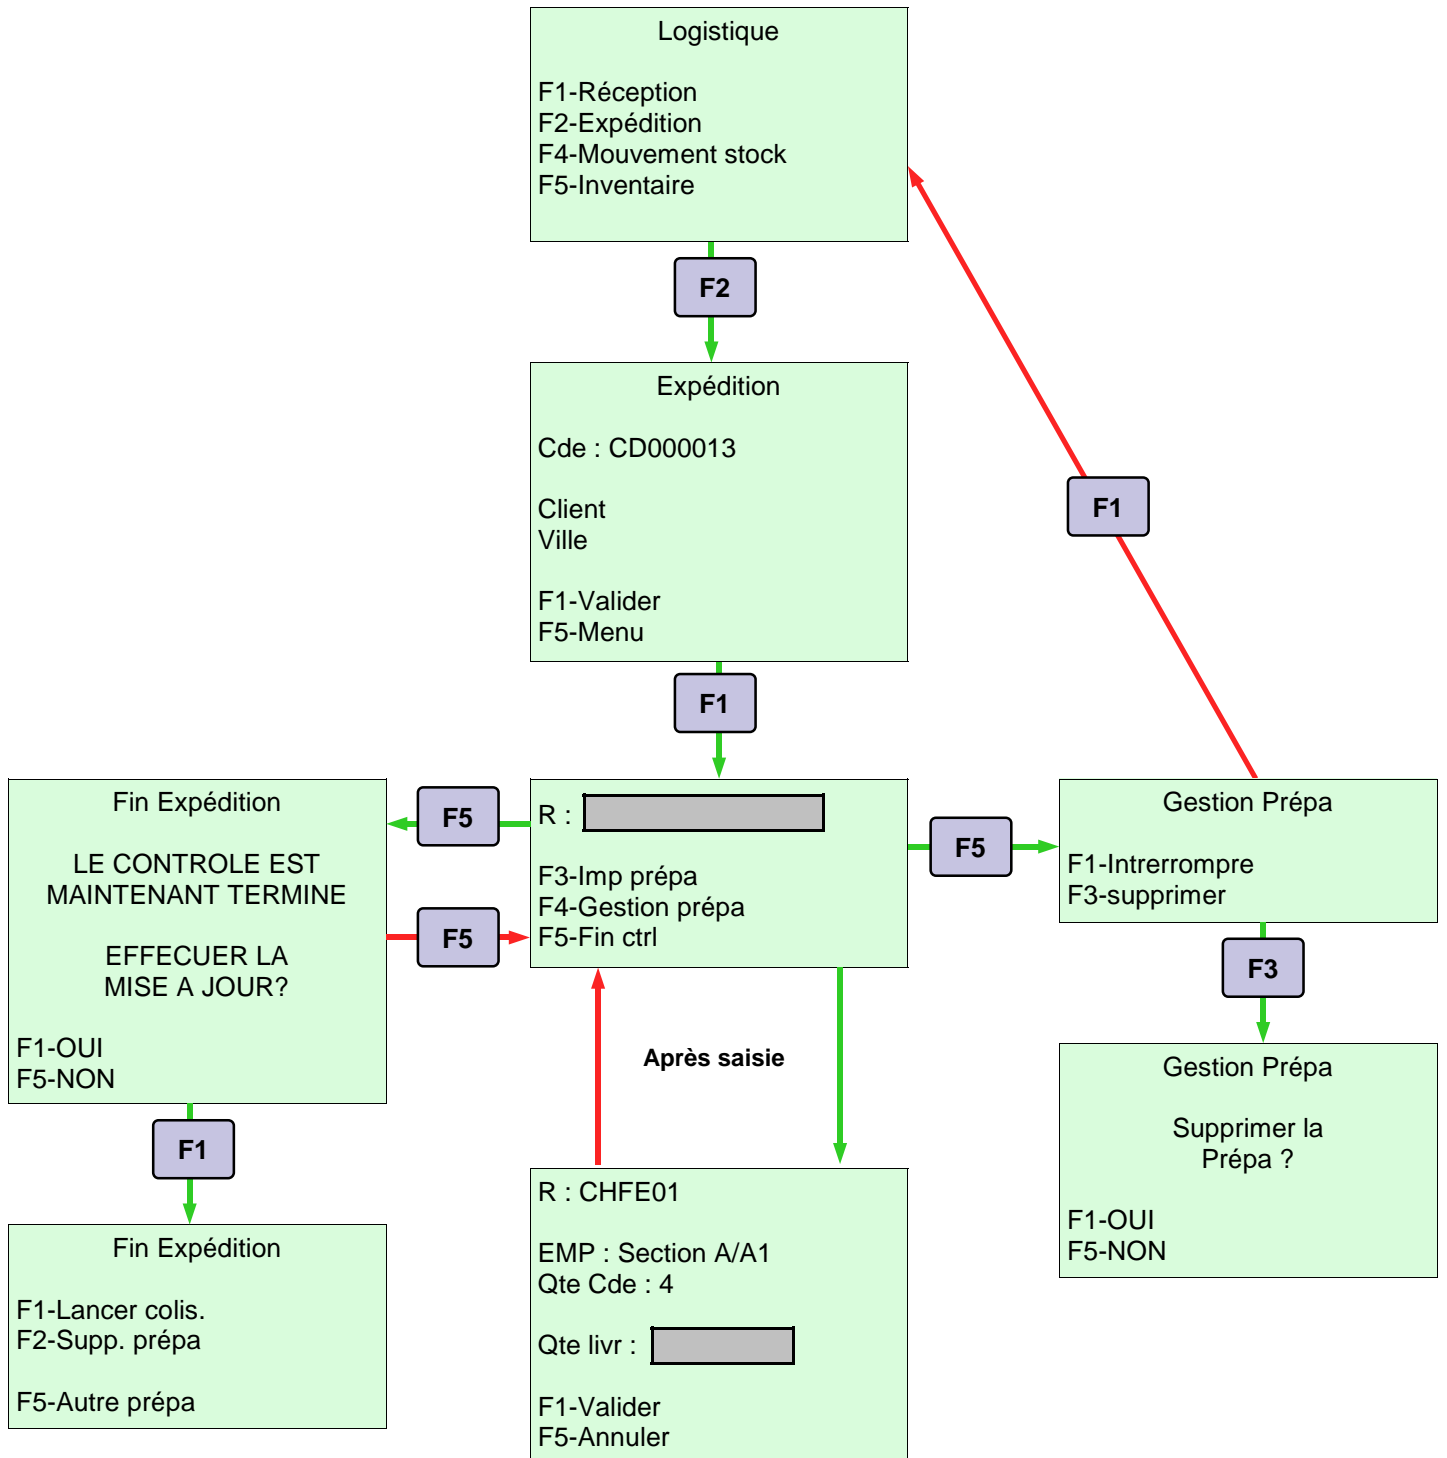 Logistique
F1-Réception
F2-Expédition
F4-Mouvement stock
F5-Inventaire
F2
Expédition
Cde : CD000013
Client
Ville
F1-Valider
F5-Menu
F1
F1
Fin Expédition
LE CONTROLE EST
MAINTENANT TERMINE
EFFECUER LA
MISE A JOUR?
F1-OUI
F5-NON
F5
F5
R :
F3-Imp prépa
F4-Gestion prépa
F5-Fin ctrl
F5
Gestion Prépa
F1-Intrerrompre
F3-supprimer
F3
Après saisie
Gestion Prépa
Supprimer la
Prépa ?
F1-OUI
F5-NON
F1
Fin Expédition
F1-Lancer colis.
F2-Supp. prépa
F5-Autre prépa
R : CHFE01
EMP : Section A/A1
Qte Cde : 4
Qte livr :
F1-Valider
F5-Annuler